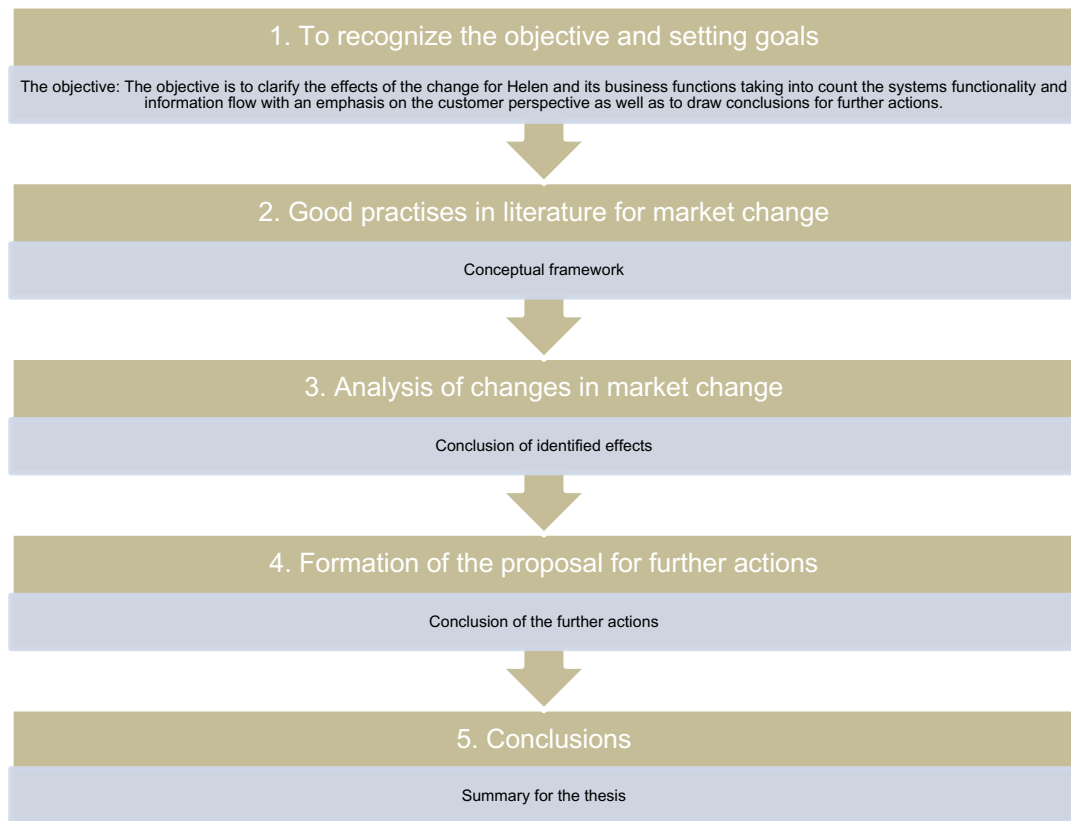 1. To recognize the objective and setting goals
The objective: The objective is to clarify the effects of the change for Helen and its business functions taking into count the systems functionality and
information flow with an emphasis on the customer perspective as well as to draw conclusions for further actions.
2. Good practises in literature for market change
Conceptual framework
3. Analysis of changes in market change
Conclusion of identified effects
4. Formation of the proposal for further actions
Conclusion of the further actions
5. Conclusions
Summary for the thesis